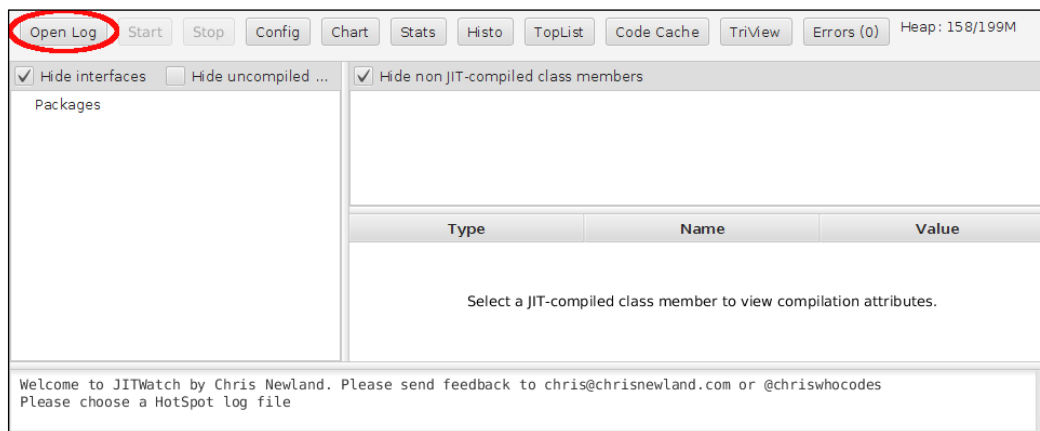 Open Log Start Stop Config Chart Stats Histo TopList Code Cache TriView Errors (0) Heap: 158/199M
Hide interfaces Hide uncompiled ... Hide non JIT-compiled class members
Packages
Type Name Value
Select a JIT-compiled class member to view compilation attributes.
Welcome to JITWatch by Chris Newland. Please send feedback to chris@chrisnewland.com or @chriswhocodes
Please choose a HotSpot log file